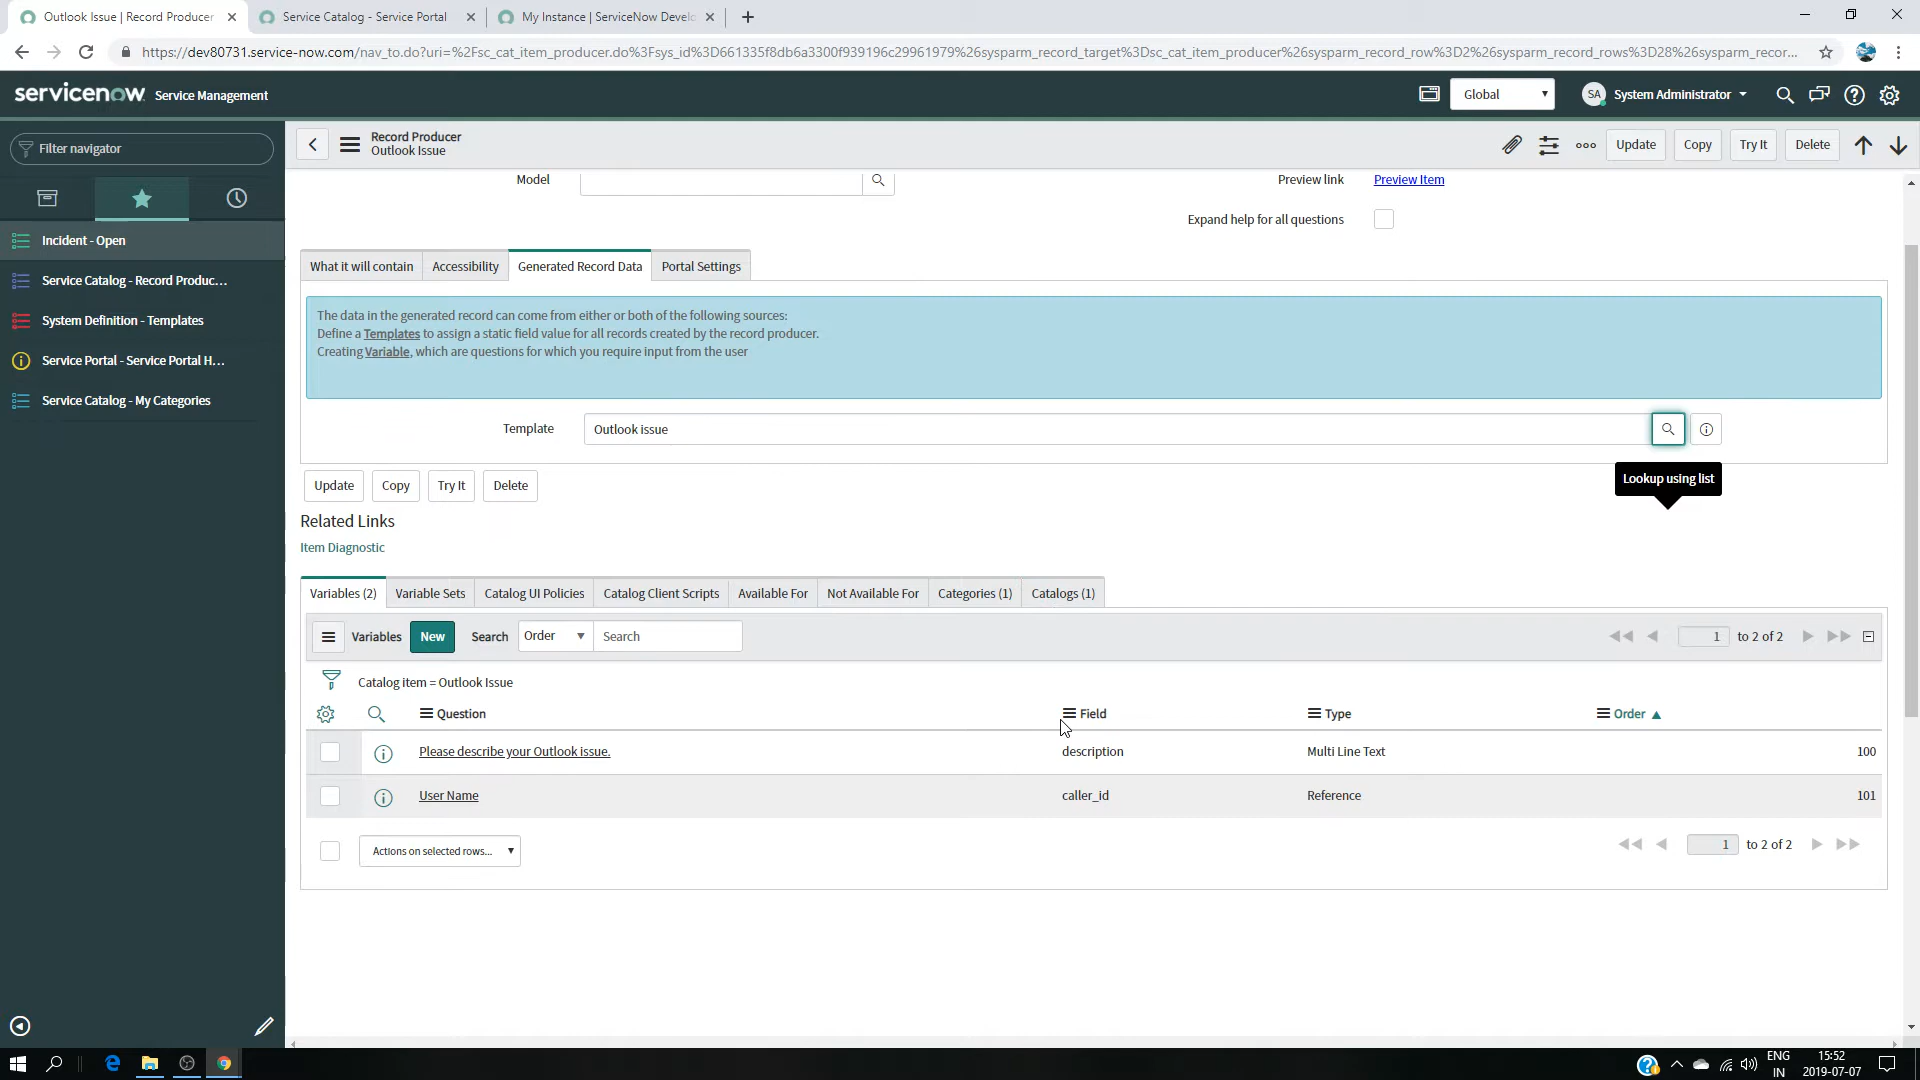 Outlook Issue | Record Producer
Service Catalog - Service Portal
My Instance | ServiceNow Develo
https://dev80731.service-now.com/nav_to.do?uri=%2Fsc_cat_item_producer.do%3Fsys_id%3D661335f8db6a3300f939196c29961979%26sysparm_record_target%3Dsc_cat_item_producer%26sysparm_record_row%3D2%26sysparm_record_rows%3D28%26sysparm_recor...
servicenow Service Management
Global
SA System Administrator
Filter navigator
Record Producer
Outlook Issue
Update
Copy
Try It
Delete
Incident - Open
Service Catalog - Record Produc...
System Definition - Templates
Service Portal - Service Portal H...
Service Catalog - My Categories
Model
Preview link Preview Item
Expand help for all questions
What it will contain
Accessibility
Generated Record Data
Portal Settings
The data in the generated record can come from either or both of the following sources:
Define a Templates to assign a static field value for all records created by the record producer.
Creating Variable, which are questions for which you require input from the user
Template Outlook issue
Lookup using list
Update
Copy
Try It
Delete
Related Links
Item Diagnostic
Variables (2)
Variable Sets
Catalog UI Policies
Catalog Client Scripts
Available For
Not Available For
Categories (1)
Catalogs (1)
Variables New Search Order Search 1 to 2 of 2
Catalog item = Outlook Issue
Question Field Type Order
Please describe your Outlook issue. description Multi Line Text 100
User Name caller_id Reference 101
Actions on selected rows... 1 to 2 of 2
ENG
IN
15:52
2019-07-07